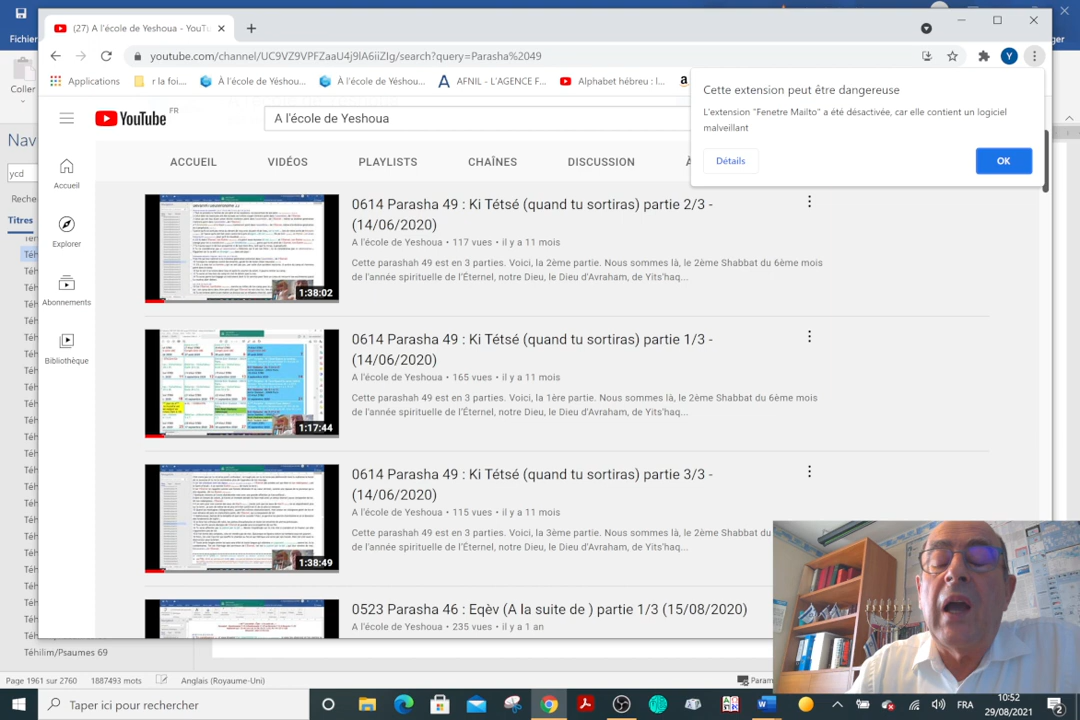 Fichier
Coller
Nav
ycd
Reche
Titres
(27) A l'école de Yeshoua - YouTu
youtube.com/channel/UC9VZ9VPFZaaU4J9lA6iiZlg/search?query=Parasha%2049
Y
Applications
r la foi...
À l'école de Yéshou...
À l'école de Yéshou...
AFNIL - L'AGENCE F...
Alphabet hébreu : l...
a
Cette extension peut être dangereuse
L'extension "Fenetre Mailto" a été désactivée, car elle contient un logiciel
malveillant
Détails
OK
YouTube FR
A l'école de Yeshoua
ACCUEIL
VIDÉOS
PLAYLISTS
CHAÎNES
DISCUSSION
Accueil
Explorer
Abonnements
Bibliothèque
0614 Parasha 49 : Ki Tétsé (quand tu sortiras) partie 2/3 -
(14/06/2020)
A l'école de Yeshoua • 117 vues • il y a 11 mois
Cette parashah 49 est en 3 parties. Voici, la 2ème partie. Nous sommes là, le 2ème Shabbat du 6ème mois
de l'année spirituelle de l'Éternel, notre Dieu, le Dieu d'Avraham, de Yits'haq...
1:38:02
0614 Parasha 49 : Ki Tétsé (quand tu sortiras) partie 1/3 -
(14/06/2020)
A l'école de Yeshoua • 165 vues • il y a 11 mois
Cette parashah 49 est en 3 parties. Voici, la 1ère partie. Nous sommes là, le 2ème Shabbat du 6ème mois
de l'année spirituelle de l'Éternel, notre Dieu, le Dieu d'Avraham, de Yits'haq...
1:17:44
0614 Parasha 49 : Ki Tétsé (quand tu sortiras) partie 3/3 -
(14/06/2020)
A l'école de Yeshoua • 115 vues • il y a 11 mois
Cette parashah 49 est en 3 parties. Voici, la 3ème partie. Nous sommes là, le 2ème Shabbat du
de l'année spirituelle de l'Éternel, notre Dieu, le Dieu d'Avraham, de Yits'haq...
1:38:49
0523 Parasha 46 : Eqèv (A la suite de ) partie 1/3 (15/08/2020)
A l'école de Yeshoua • 235 vues • il y a 1 an
Téhilim/Psaumes 69
Page 1961 sur 2760
1887493 mots
Anglais (Royaume-Uni)
Param
Taper ici pour rechercher
FRA
10:52
29/08/2021
2